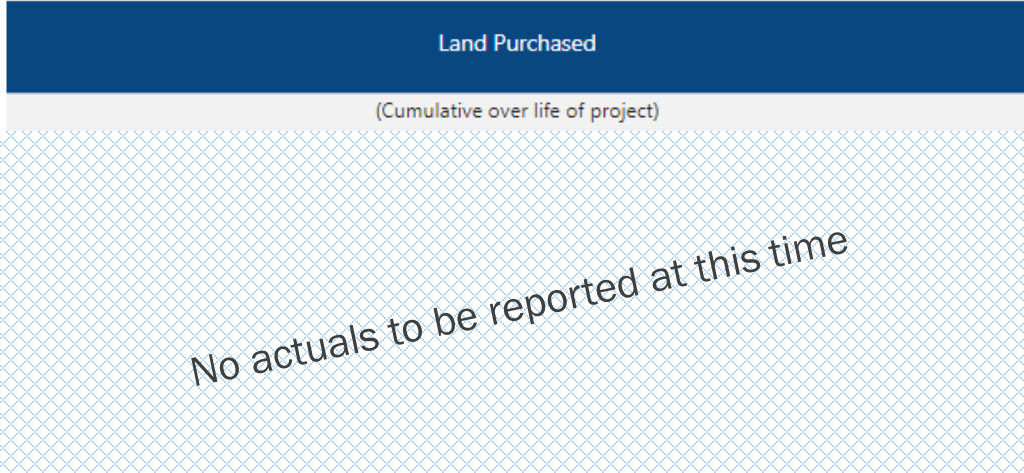 Land Purchased
(Cumulative over life of project)
No actuals to be reported at this time